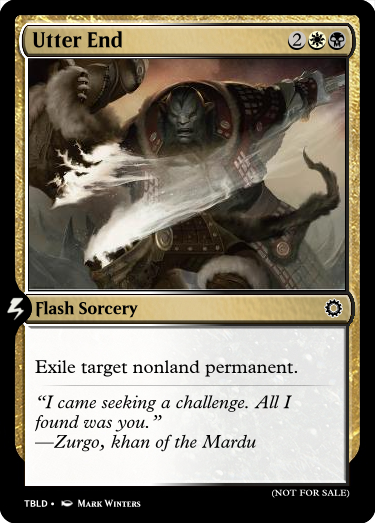 Utter End 2
Flash Sorcery
Exile target nonland permanent.
“I came seeking a challenge. All I
found was you.”
—Zurgo, khan of the Mardu
TBLD • Mark Winters
(NOT FOR SALE)